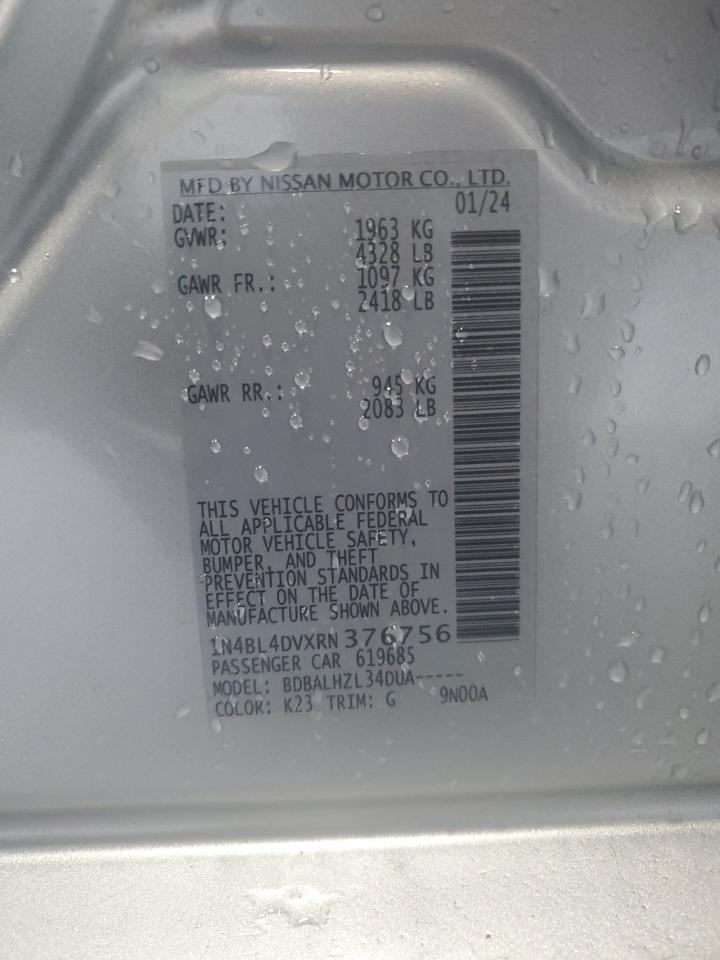 MFD BY NISSAN MOTOR CO., LTD.
DATE: 01/24
GVWR: 1963 KG
4328 LB
GAWR FR.: 1097 KG
2418 LB
GAWR RR.: 945 KG
2083 LB
THIS VEHICLE CONFORMS TO
ALL APPLICABLE FEDERAL
MOTOR VEHICLE SAFETY,
BUMPER, AND THEFT
PREVENTION STANDARDS IN
EFFECT ON THE DATE OF
MANUFACTURE SHOWN ABOVE.
1N4BL4DVXRN376756
PASSENGER CAR 619685
MODEL: BDBALHZL34DUA-----
COLOR: K23 TRIM: G 9N00A